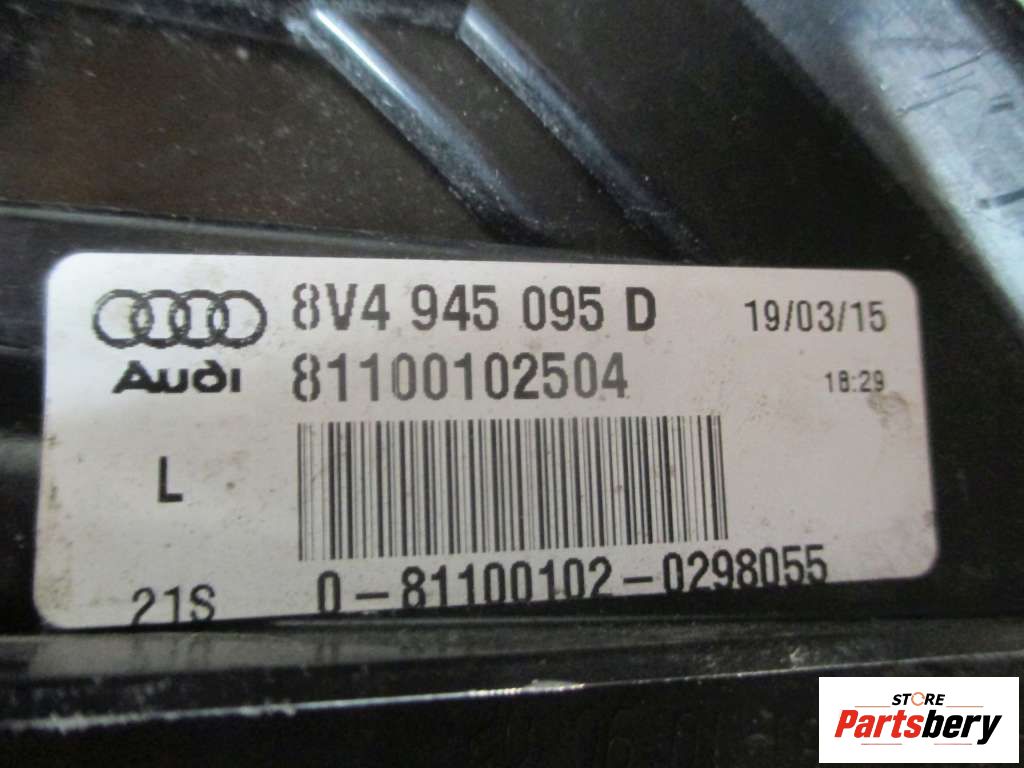 8V4 945 095 D 19/03/15
Audi 81100102504 18:29
L
21S 0-81100102-0298055
STORE
Partsbery